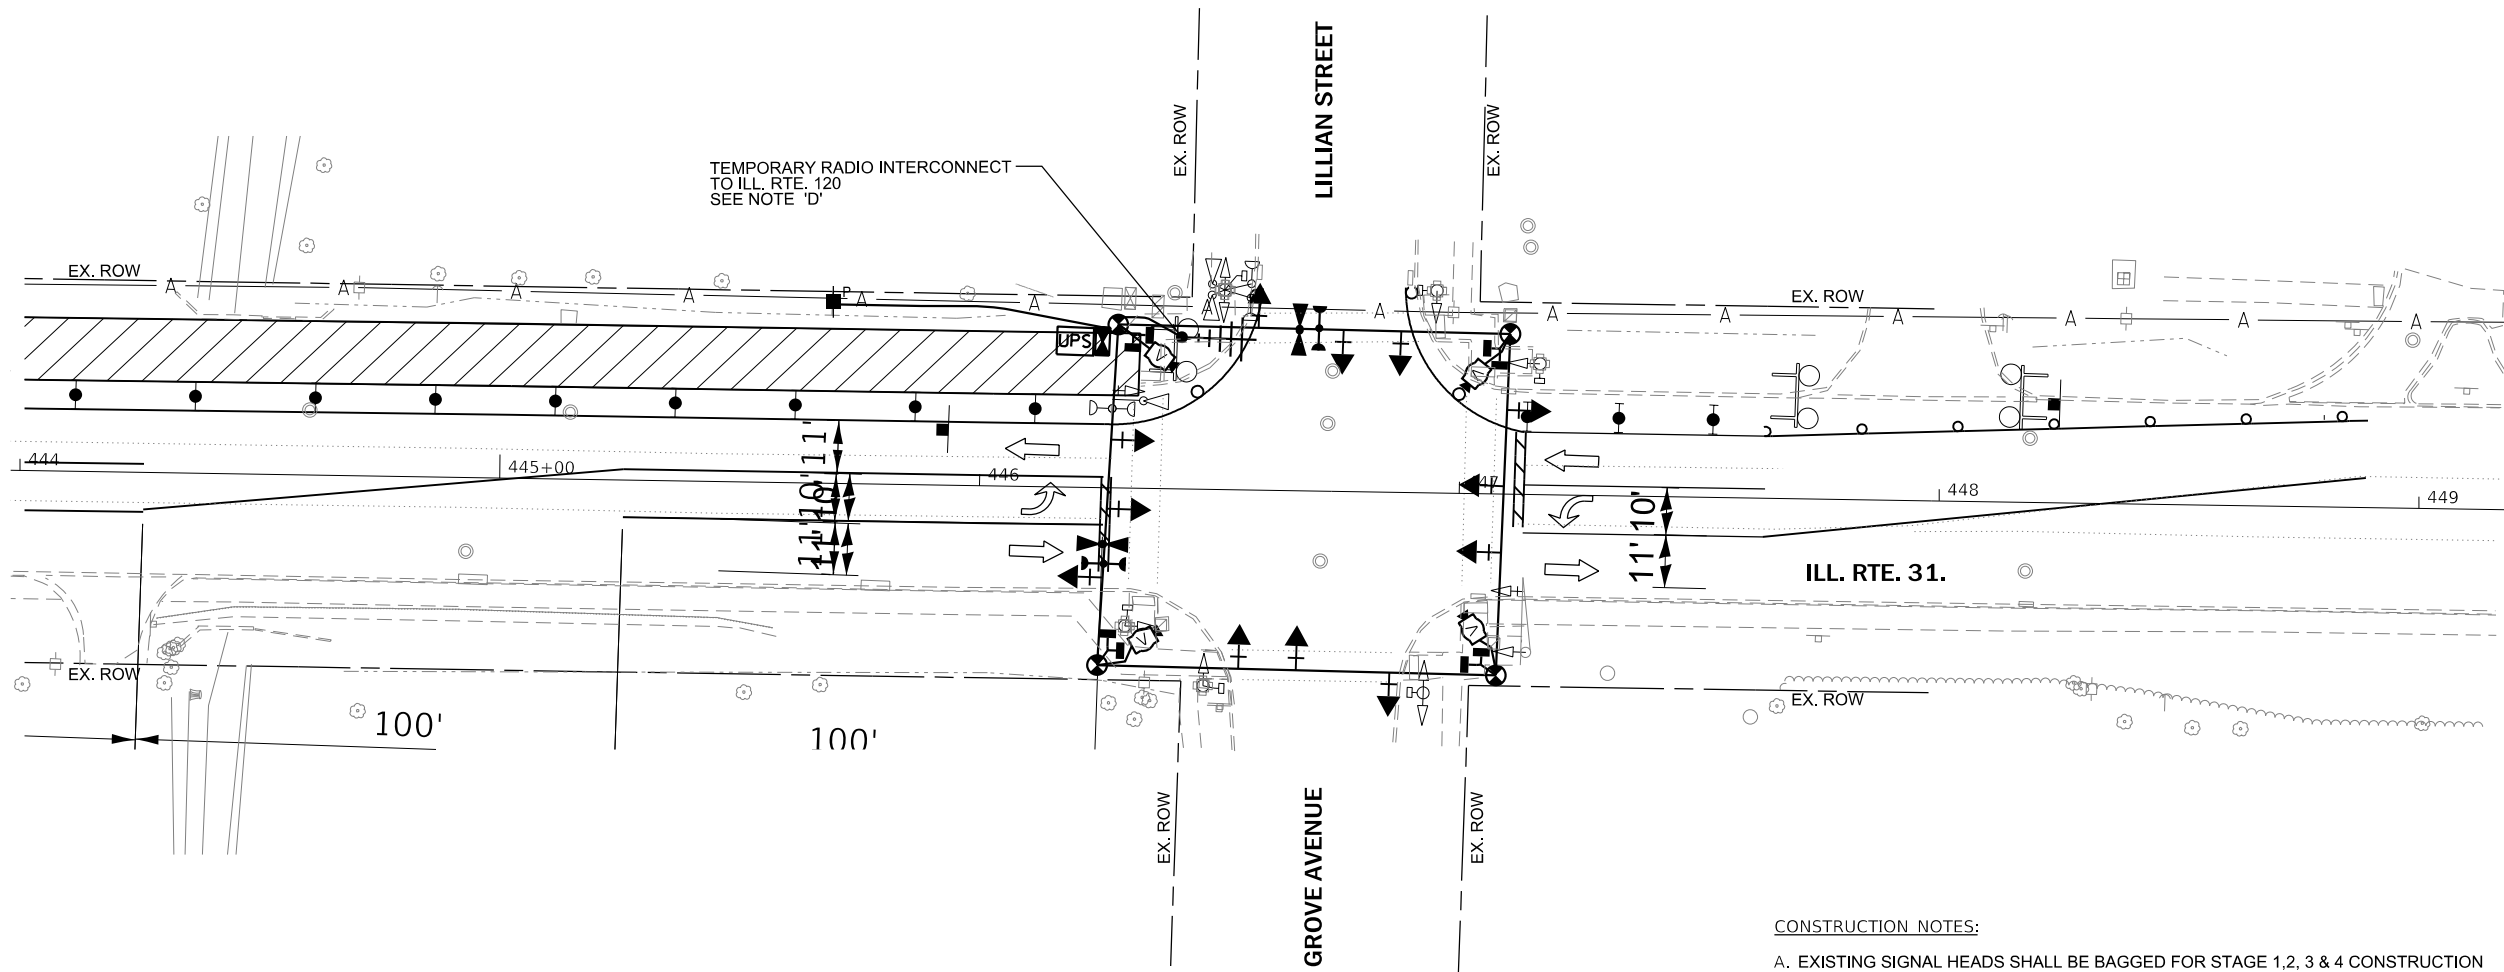 LILLIAN STREET
EX. ROW
EX. ROW
TEMPORARY RADIO INTERCONNECT
TO ILL. RTE. 120
SEE NOTE 'D'
EX. ROW
A A A A A A A A A A A A A
P
EX. ROW
UPS
V
V
11'
444
445+00
446
447
448
449
10'
10'
11'
11'
11'
ILL. RTE. 31.
V
V
EX. ROW
EX. ROW
100'
100'
EX. ROW
EX. ROW
GROVE AVENUE
CONSTRUCTION NOTES:
A. EXISTING SIGNAL HEADS SHALL BE BAGGED FOR STAGE 1,2, 3 & 4 CONSTRUCTION